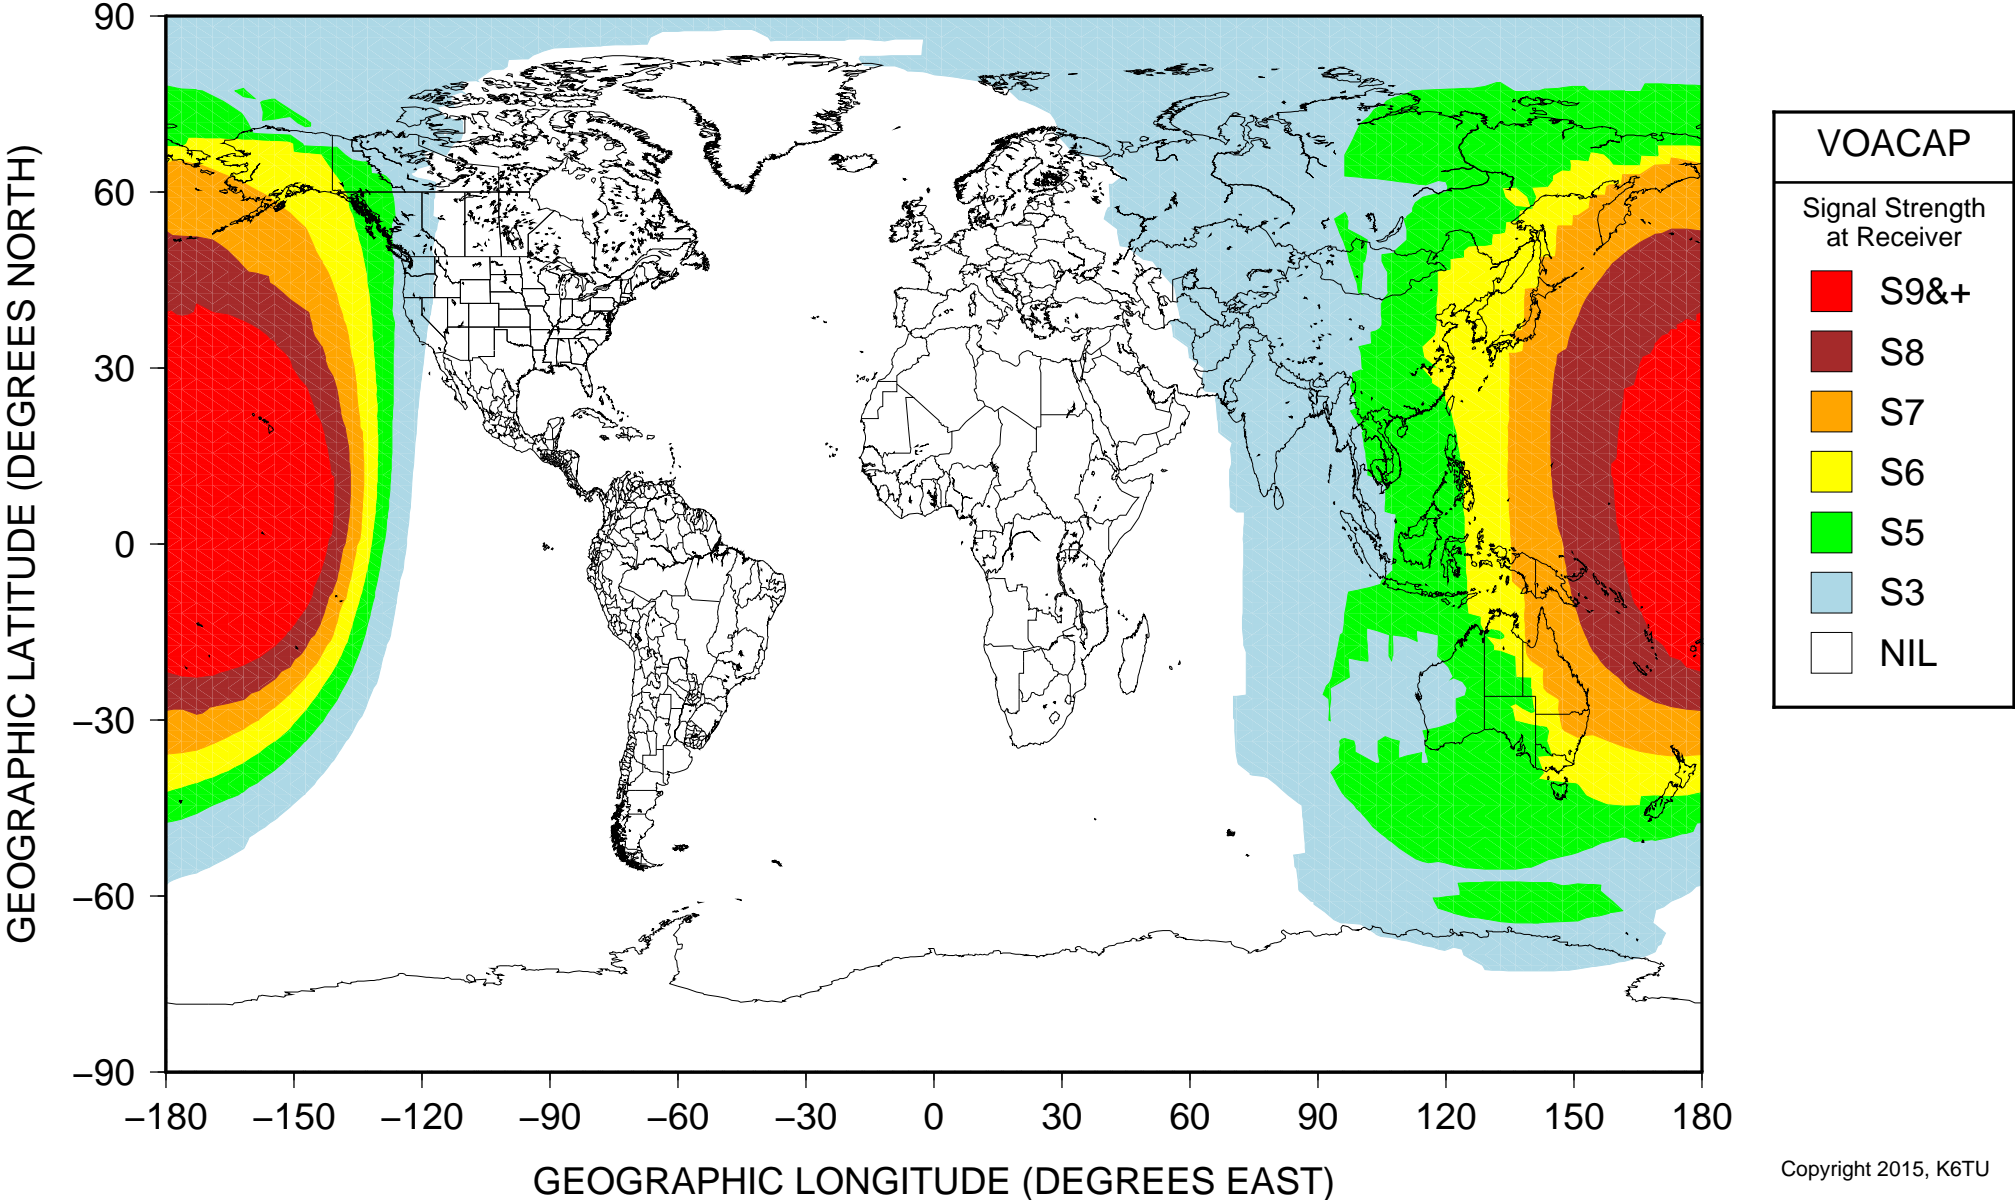 90
60
30
0
−30
−60
−90
GEOGRAPHIC LATITUDE (DEGREES NORTH)
−180 −150 −120 −90 −60 −30 0 30 60 90 120 150 180
GEOGRAPHIC LONGITUDE (DEGREES EAST)
VOACAP
Signal Strength
at Receiver
S9&+
S8
S7
S6
S5
S3
NIL
Copyright 2015, K6TU